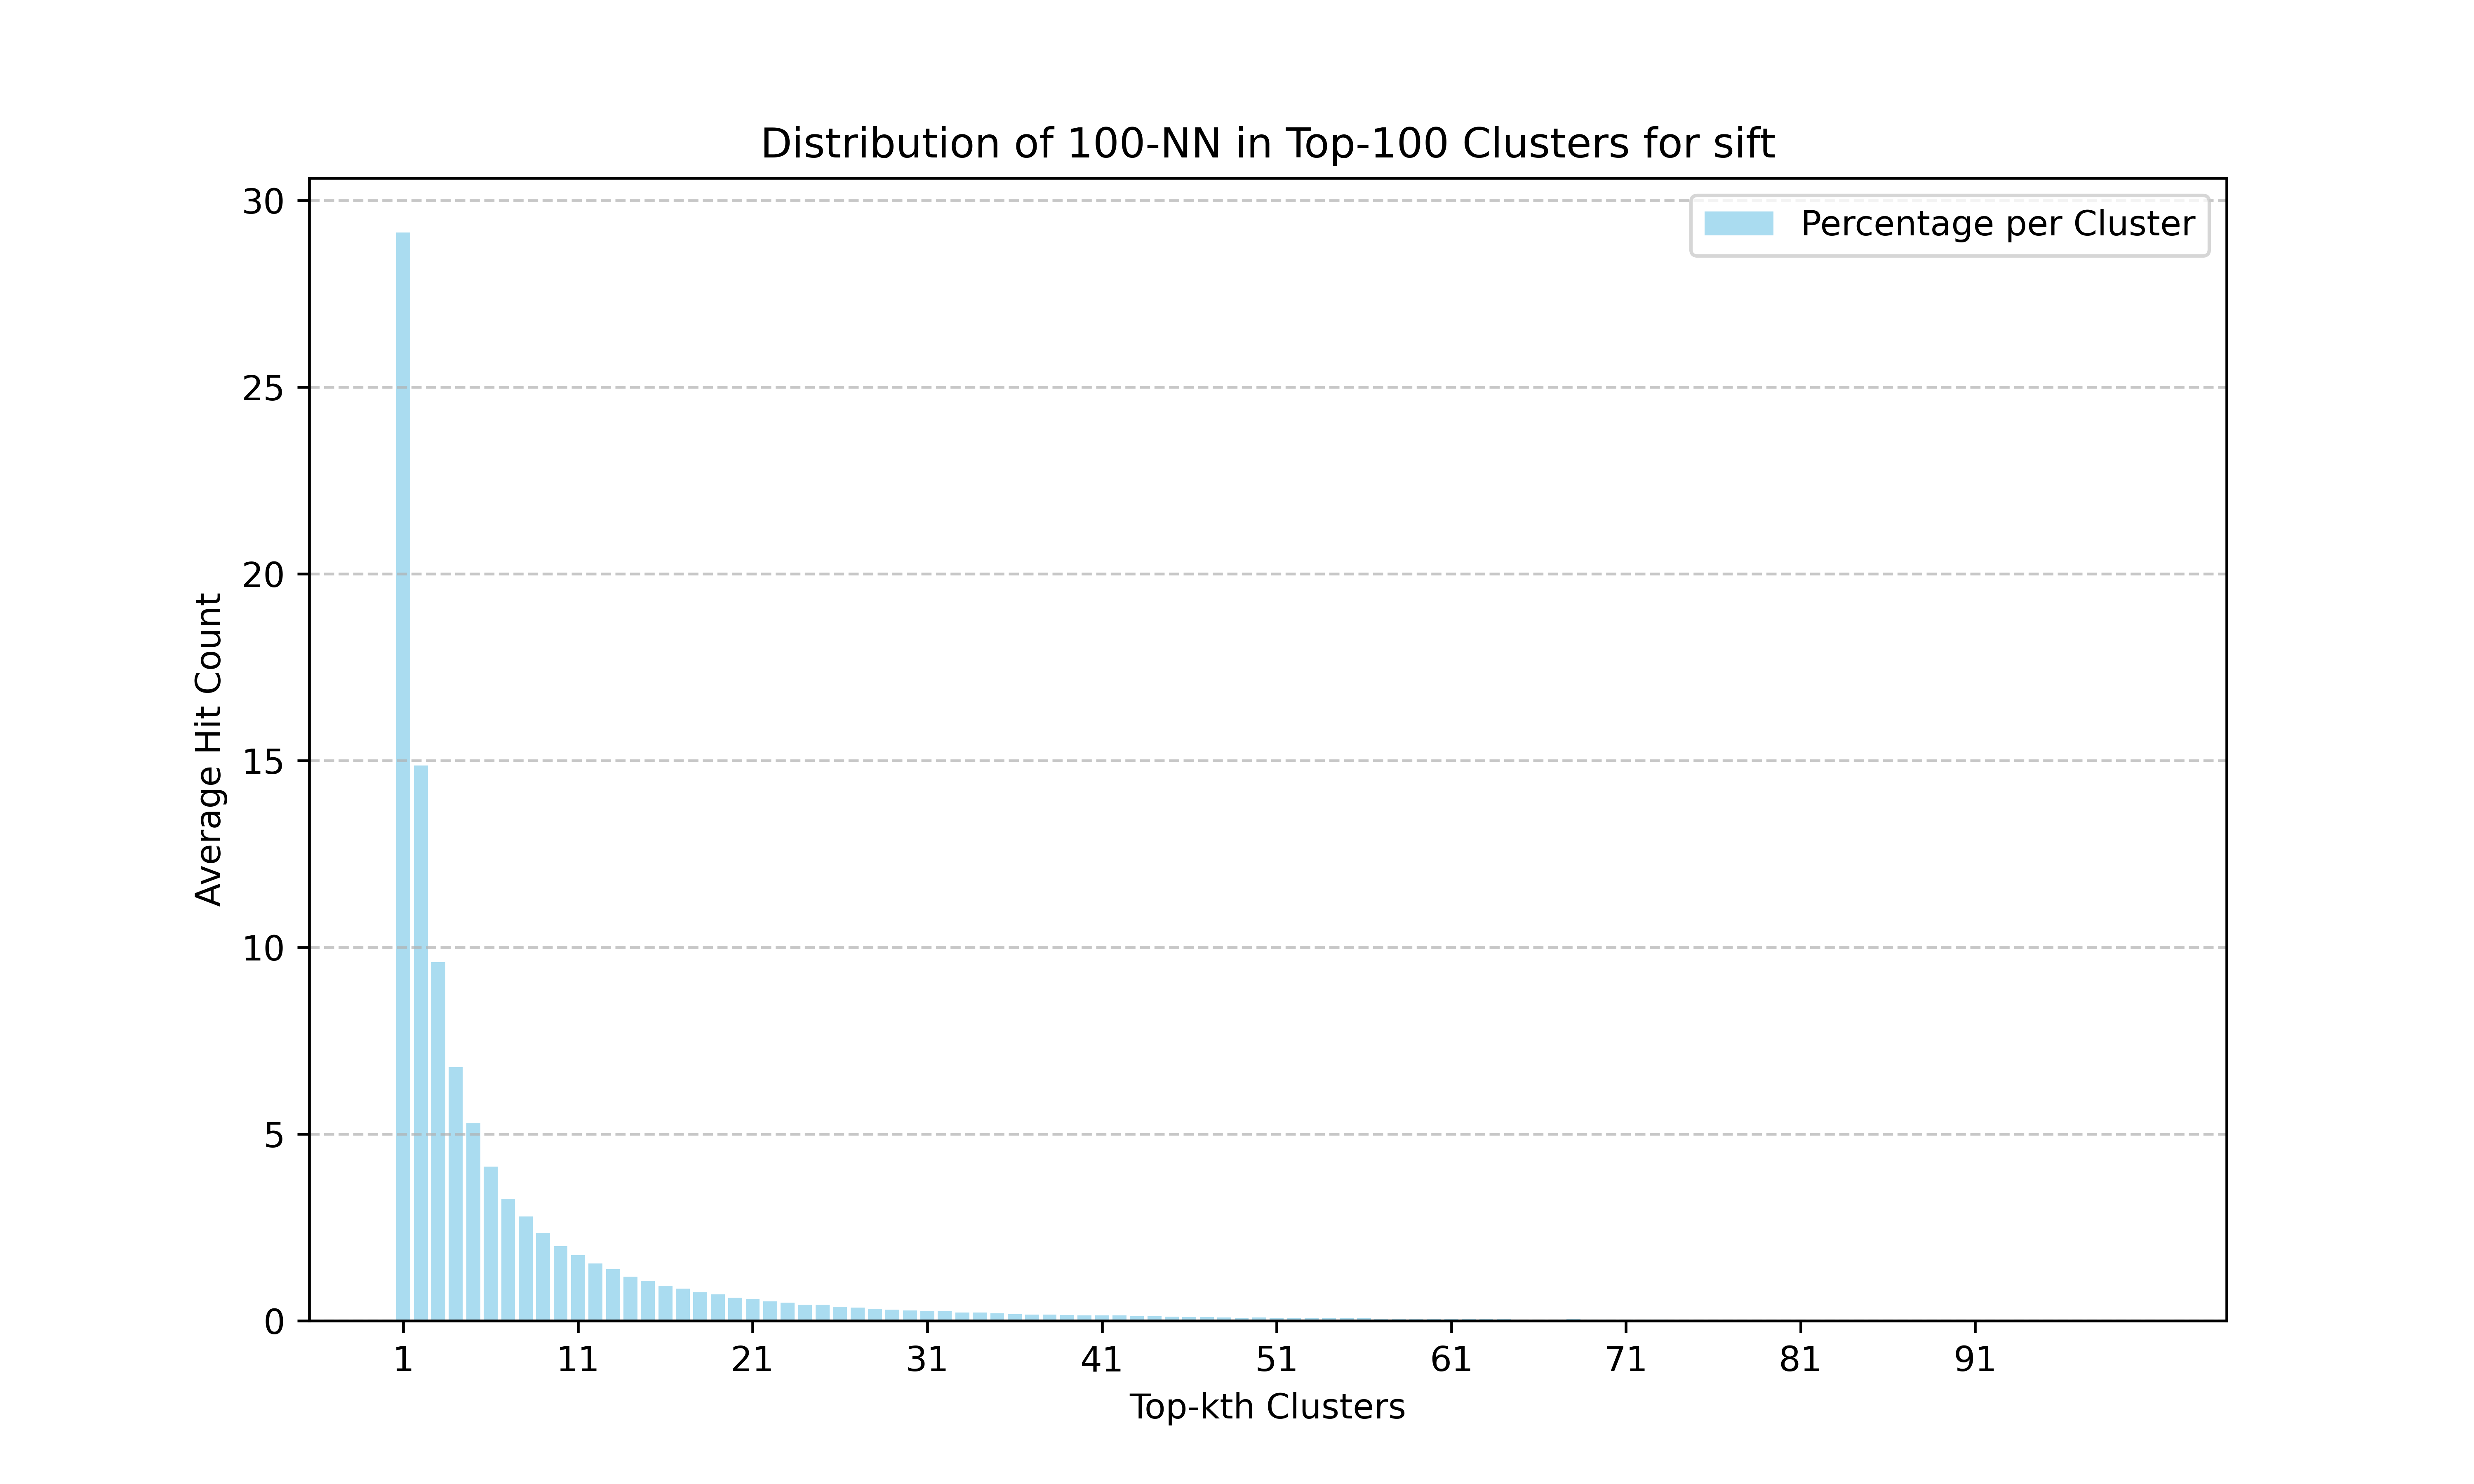 Distribution of 100-NN in Top-100 Clusters for sift
Percentage per Cluster
30
25
20
15
10
5
0
Average Hit Count
1 11 21 31 41 51 61 71 81 91
Top-kth Clusters